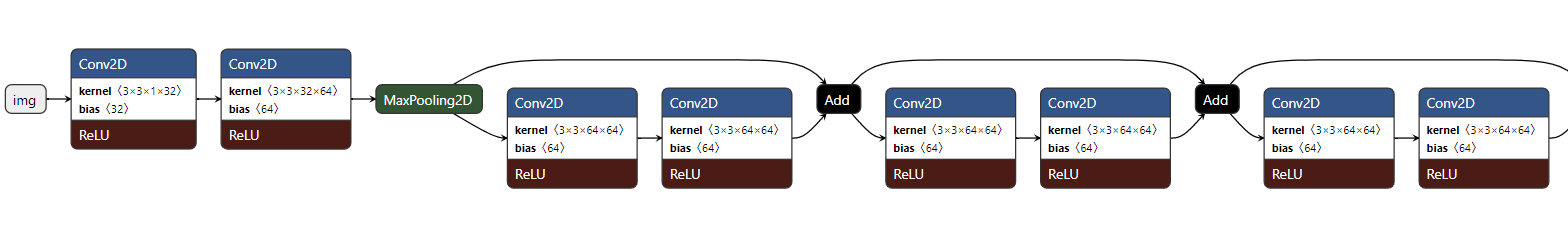 img
Conv2D
kernel 〈3×3×1×32〉
bias 〈32〉
ReLU
Conv2D
kernel 〈3×3×32×64〉
bias 〈64〉
ReLU
MaxPooling2D
Conv2D
kernel 〈3×3×64×64〉
bias 〈64〉
ReLU
Conv2D
kernel 〈3×3×64×64〉
bias 〈64〉
ReLU
Add
Conv2D
kernel 〈3×3×64×64〉
bias 〈64〉
ReLU
Conv2D
kernel 〈3×3×64×64〉
bias 〈64〉
ReLU
Add
Conv2D
kernel 〈3×3×64×64〉
bias 〈64〉
ReLU
Conv2D
kernel 〈3×3×64×64〉
bias 〈64〉
ReLU